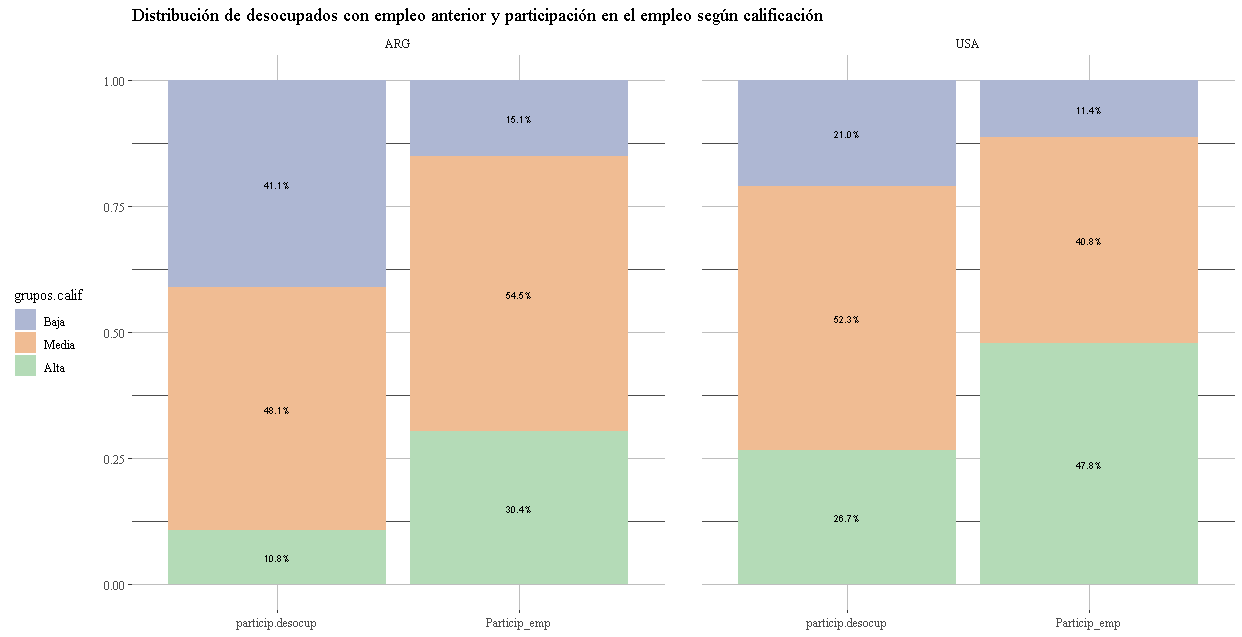 Distribución de desocupados con empleo anterior y participación en el empleo según calificación
ARG
USA
1.00
0.75
0.50
0.25
0.00
41.1%
48.1%
10.8%
15.1%
54.5%
30.4%
21.0%
52.3%
26.7%
11.4%
40.8%
47.8%
particip.desocup
Particip_emp
particip.desocup
Particip_emp
grupos.calif
Baja
Media
Alta